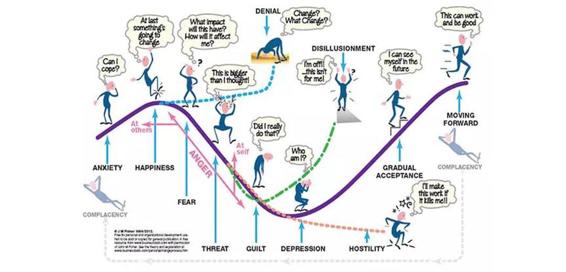 DENIAL
Change?
What Change?
This can work
and be good
At last
something's
going to
change
What impact
will this have?
How will it affect
me?
DISILLUSIONMENT
Can I
cope?
This is bigger
than I thought!
I'm off!!
...this isn't
for me!
I can see
myself in the
future
Did I really
do that?
At
others
At
self
ANGER
Who
am I?
MOVING
FORWARD
ANXIETY
HAPPINESS
GRADUAL
ACCEPTANCE
COMPLACENCY
FEAR
I'll make
this work if
it kills me!!
COMPLACENCY
THREAT
GUILT
DEPRESSION
HOSTILITY